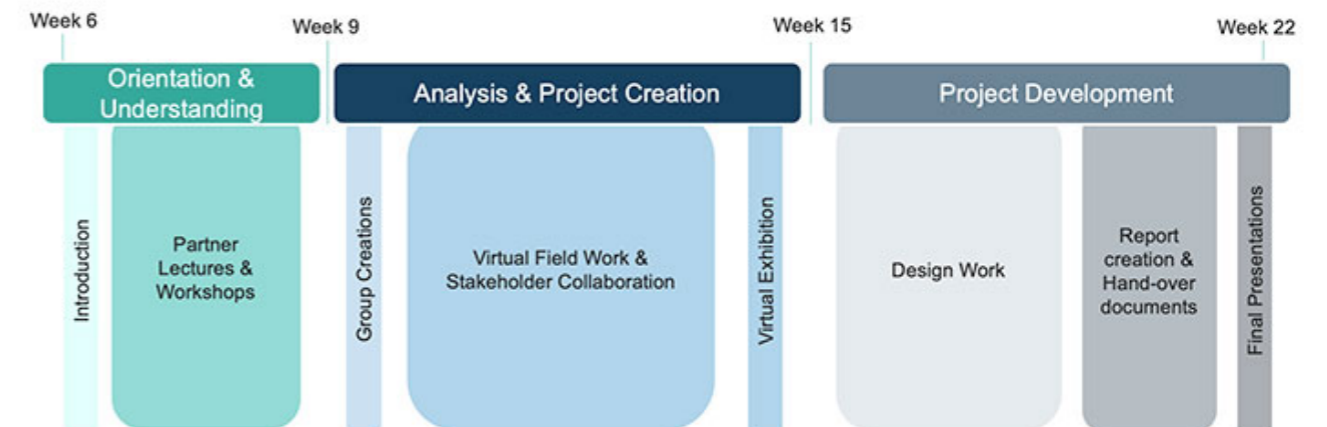 Week 6
Week 9
Week 15
Week 22
Orientation &
Understanding
Analysis & Project Creation
Project Development
Introduction
Partner
Lectures &
Workshops
Group Creations
Virtual Field Work &
Stakeholder Collaboration
Virtual Exhibition
Design Work
Report
creation &
Hand-over
documents
Final Presentations